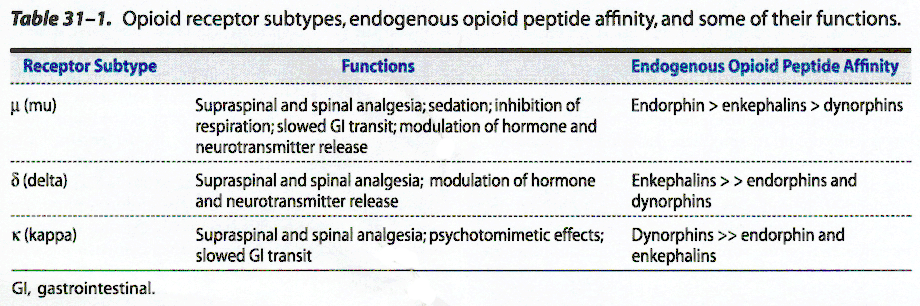 Table 31–1. Opioid receptor subtypes, endogenous opioid peptide affinity, and some of their functions.
Receptor Subtype Functions Endogenous Opioid Peptide Affinity
μ (mu) Supraspinal and spinal analgesia; sedation; inhibition of Endorphin > enkephalins > dynorphins
respiration; slowed GI transit; modulation of hormone and
neurotransmitter release
δ (delta) Supraspinal and spinal analgesia; modulation of hormone Enkephalins > > endorphins and
and neurotransmitter release dynorphins
κ (kappa) Supraspinal and spinal analgesia; psychotomimetic effects; Dynorphins >> endorphin and
slowed GI transit enkephalins
GI, gastrointestinal.